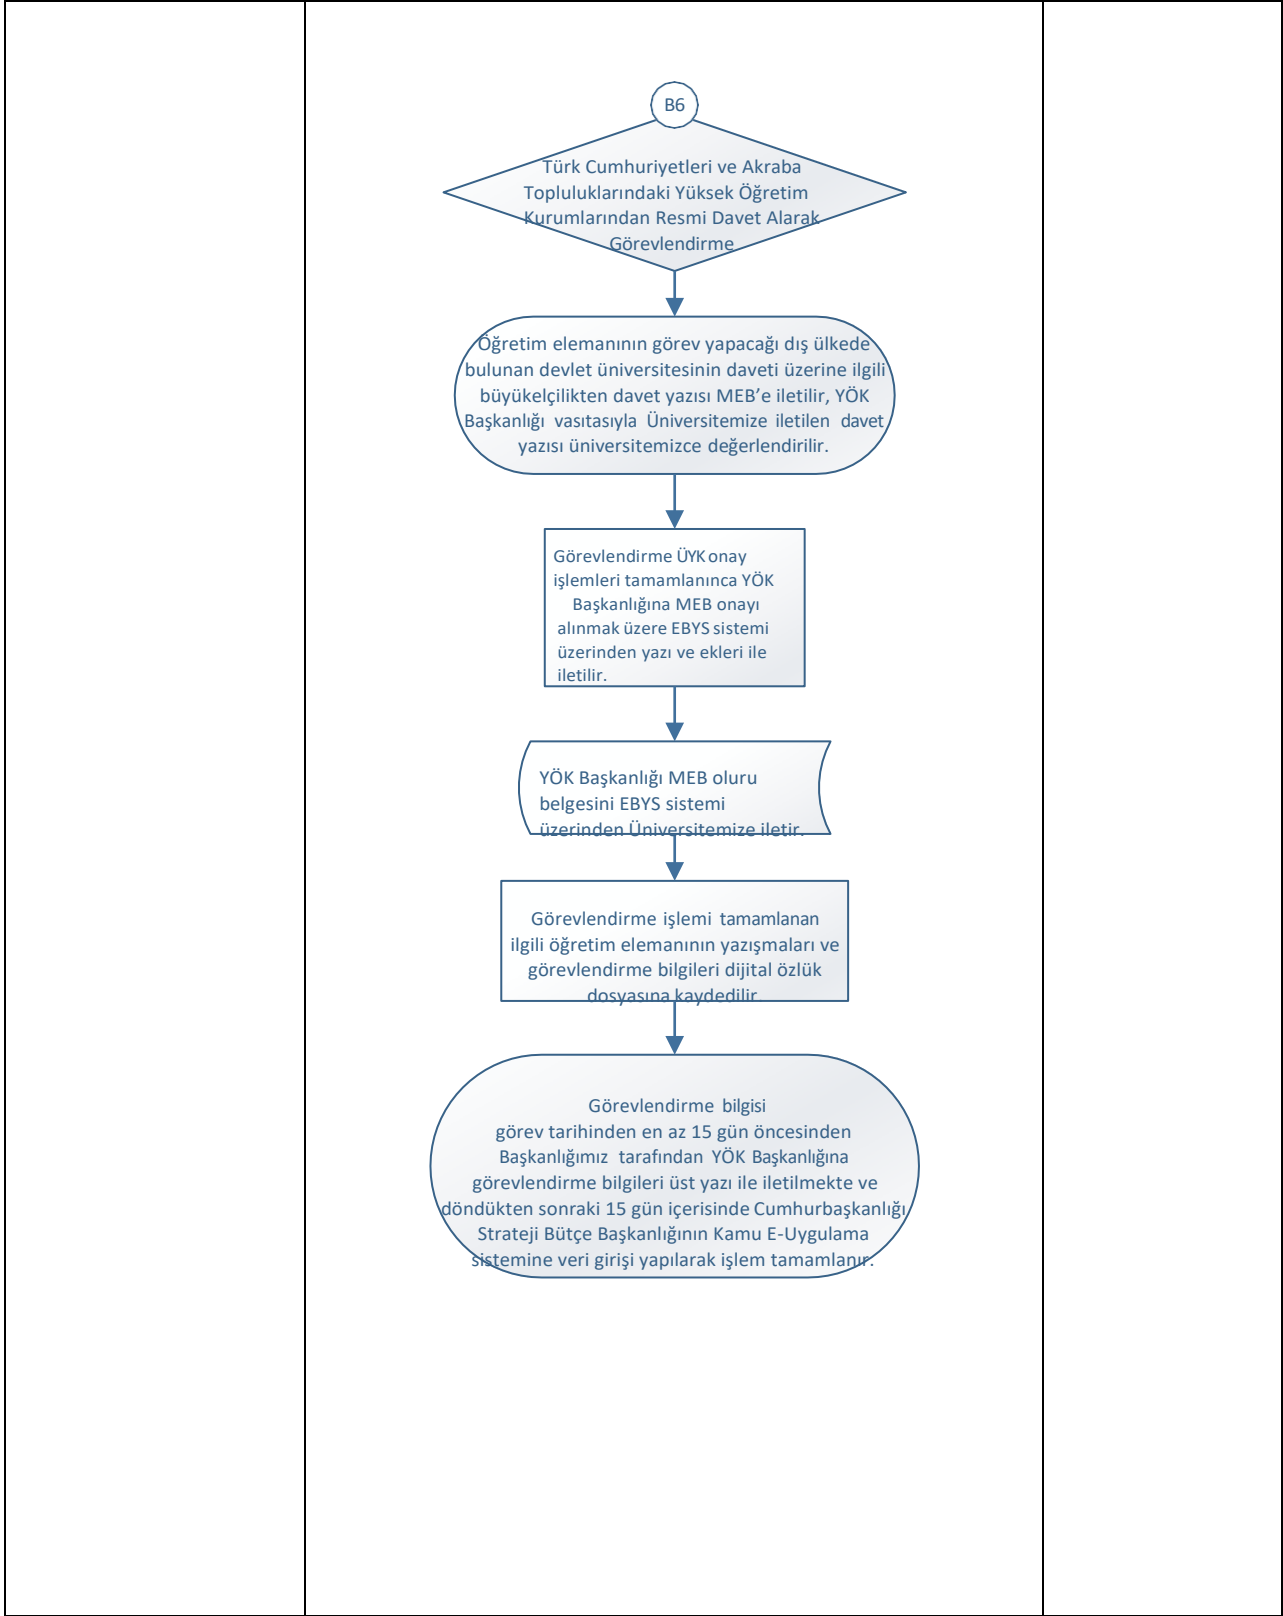 B6
Türk Cumhuriyetleri ve Akraba
Topluluklarındaki Yüksek Öğretim
Kurumlarından Resmi Davet Alarak
Görevlendirme
Öğretim elemanının görev yapacağı dış ülkede
bulunan devlet üniversitesinin daveti üzerine ilgili
büyükelçilikten davet yazısı MEB’e iletilir, YÖK
Başkanlığı vasıtasıyla Üniversitemize iletilen davet
yazısı üniversitemizce değerlendirilir.
Görevlendirme ÜYK onay
işlemleri tamamlanınca YÖK
Başkanlığına MEB onayı
alınmak üzere EBYS sistemi
üzerinden yazı ve ekleri ile
iletilir.
YÖK Başkanlığı MEB oluru
belgesini EBYS sistemi
üzerinden Üniversitemize iletir.
Görevlendirme işlemi tamamlanan
ilgili öğretim elemanının yazışmaları ve
görevlendirme bilgileri dijital özlük
dosyasına kaydedilir.
Görevlendirme bilgisi
görev tarihinden en az 15 gün öncesinden
Başkanlığımız tarafından YÖK Başkanlığına
görevlendirme bilgileri üst yazı ile iletilmekte ve
döndükten sonraki 15 gün içerisinde Cumhurbaşkanlığı
Strateji Bütçe Başkanlığının Kamu E-Uygulama
sistemine veri girişi yapılarak işlem tamamlanır.